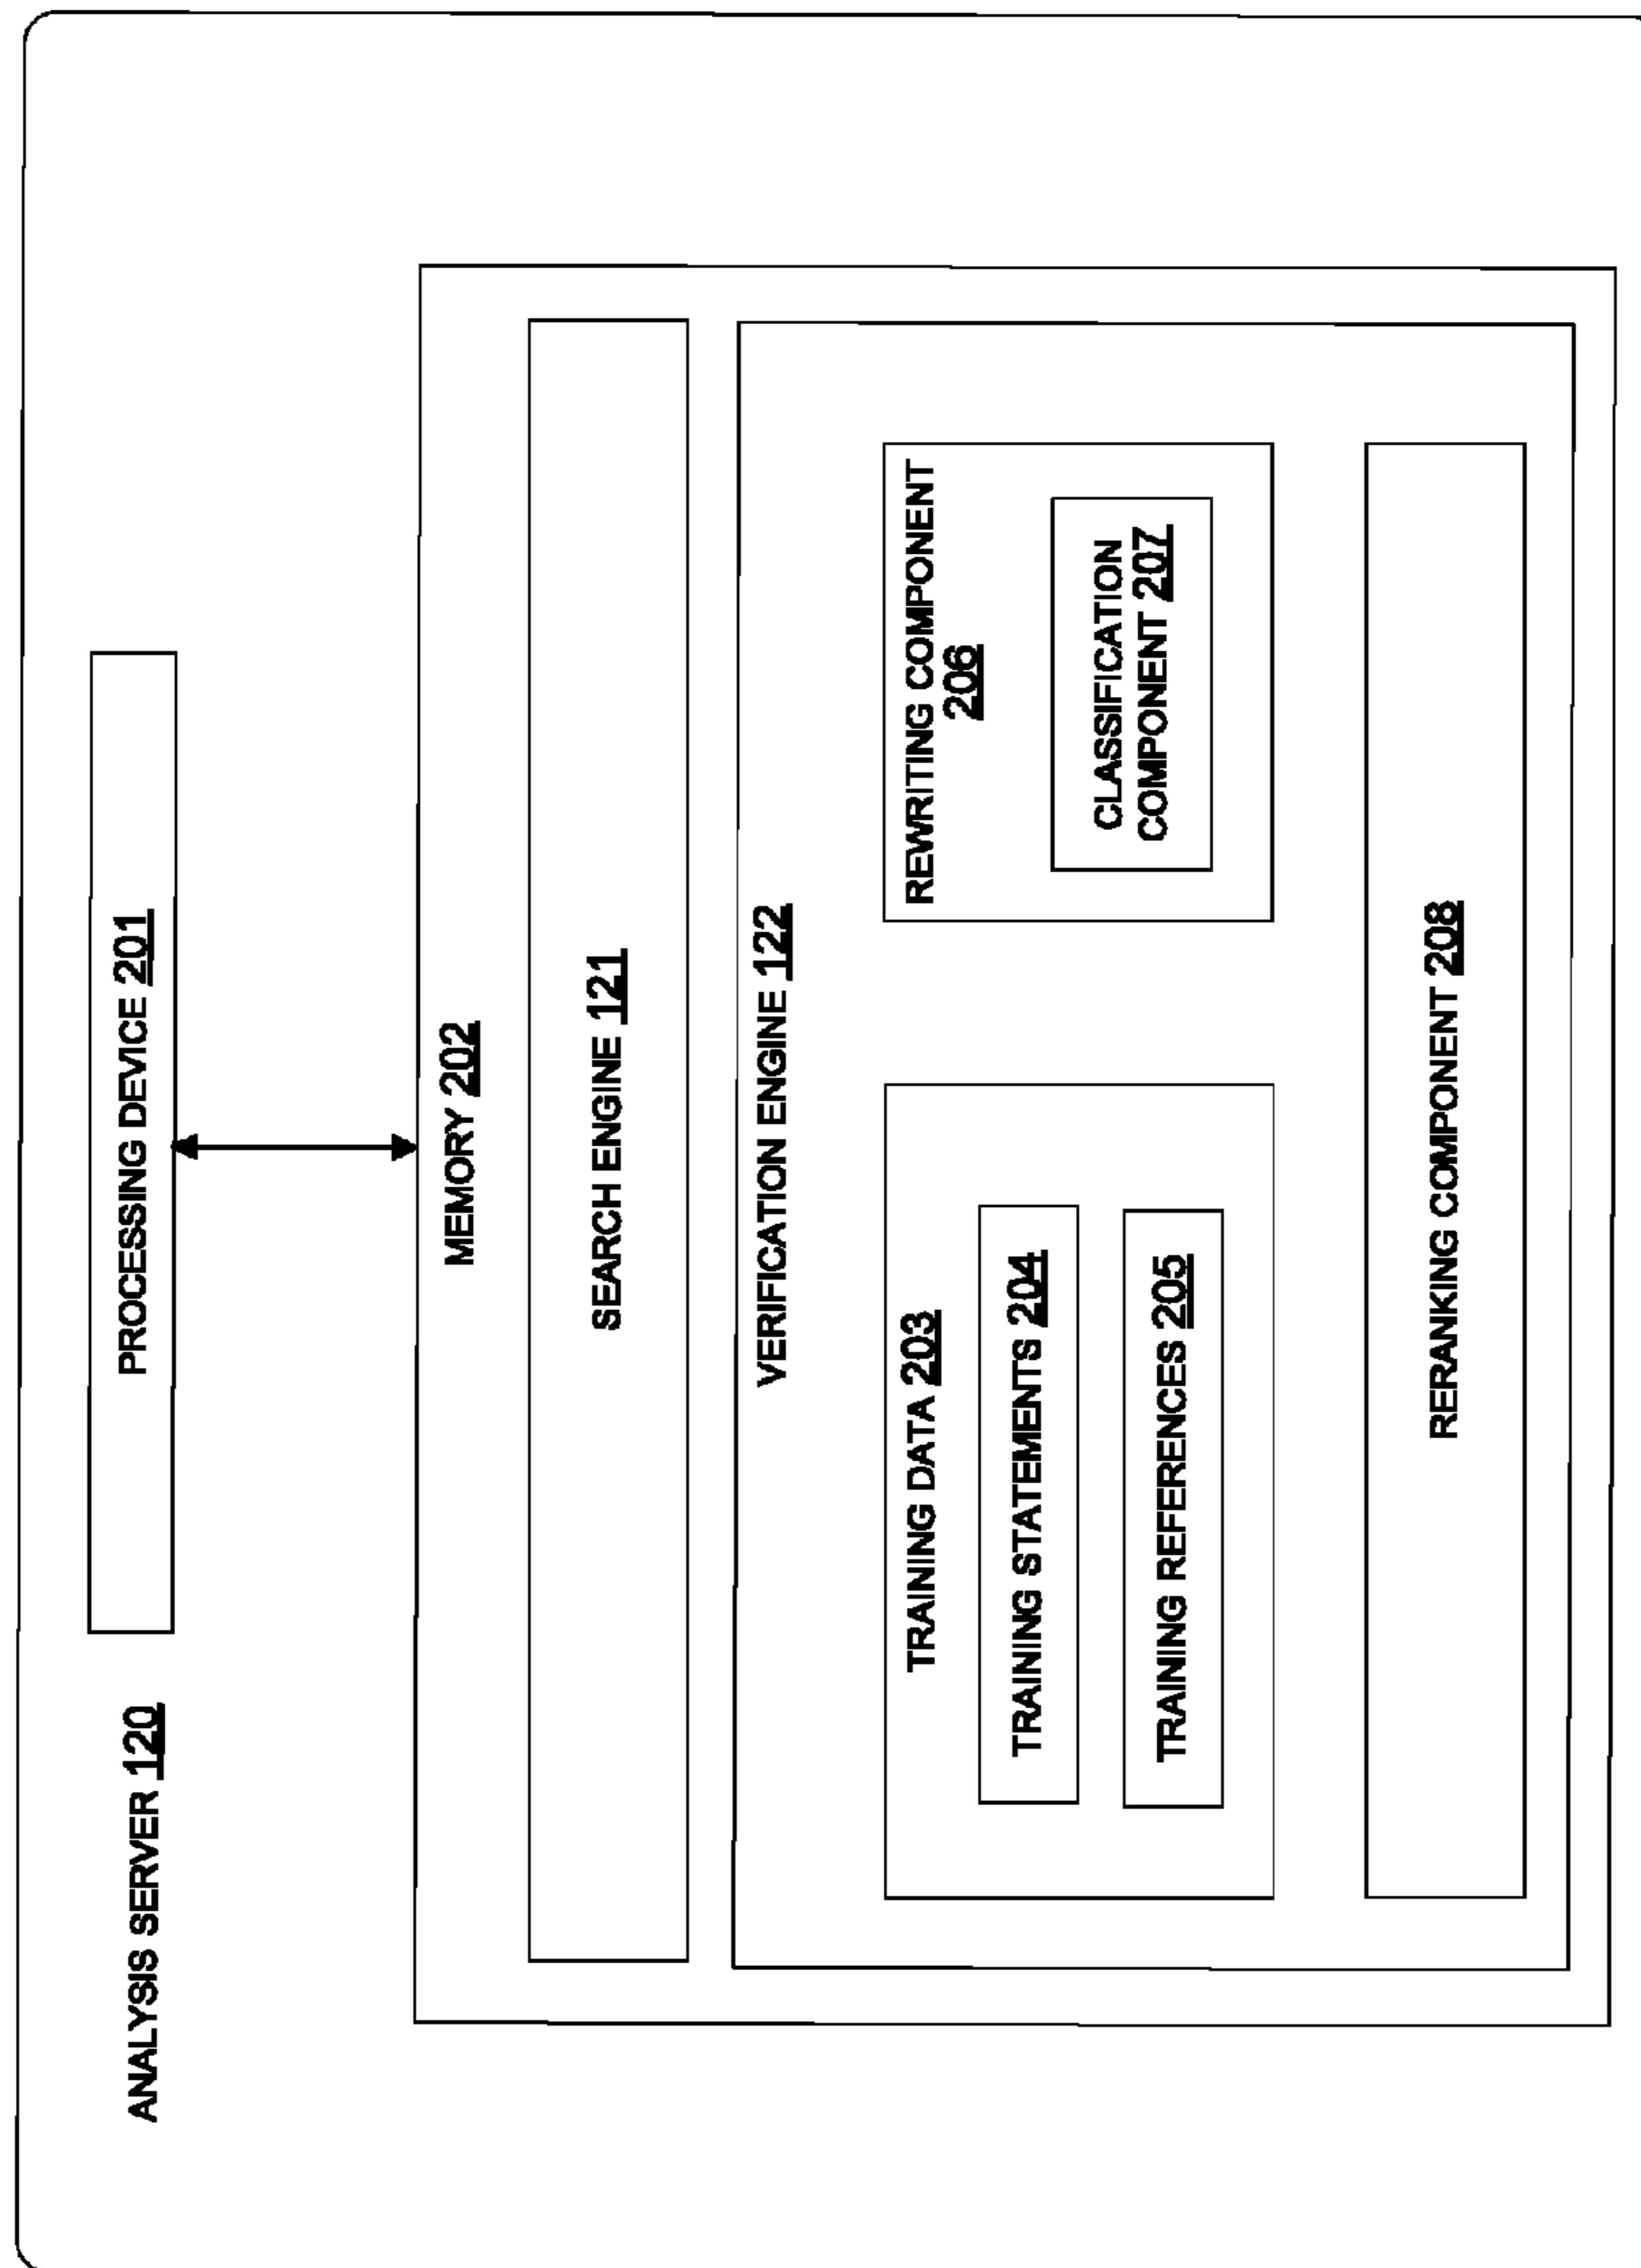 ANALYSIS SERVER 120
PROCESSING DEVICE 201
MEMORY 202
SEARCH ENGINE 121
VERIFICATION ENGINE 122
TRAINING DATA 203
TRAINING STATEMENTS 204
TRAINING REFERENCES 205
REWRITING COMPONENT
206
CLASSIFICATION
COMPONENT 207
RERANKING COMPONENT 208